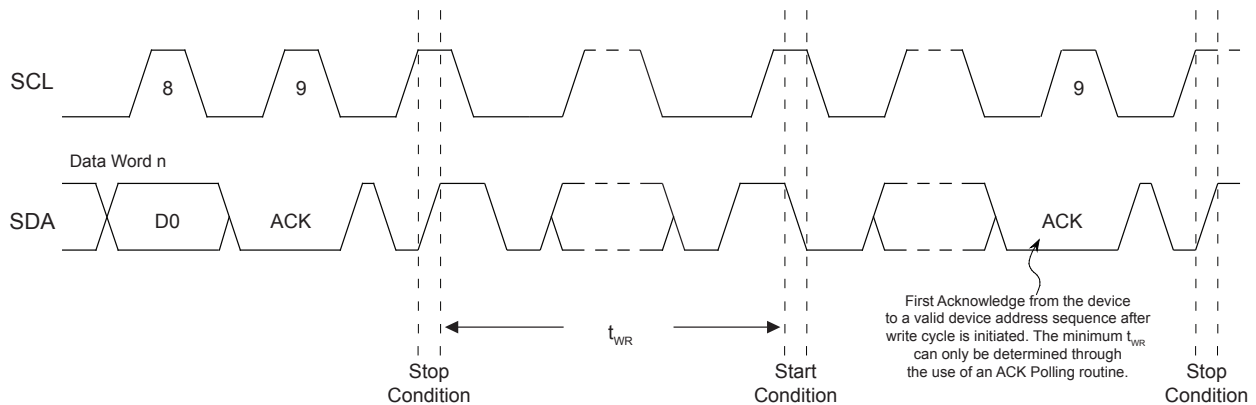 SCL
8
9
9
Data Word n
SDA
D0
ACK
ACK
First Acknowledge from the device
to a valid device address sequence after
write cycle is initiated. The minimum tWR
can only be determined through
the use of an ACK Polling routine.
tWR
Stop
Condition
Start
Condition
Stop
Condition